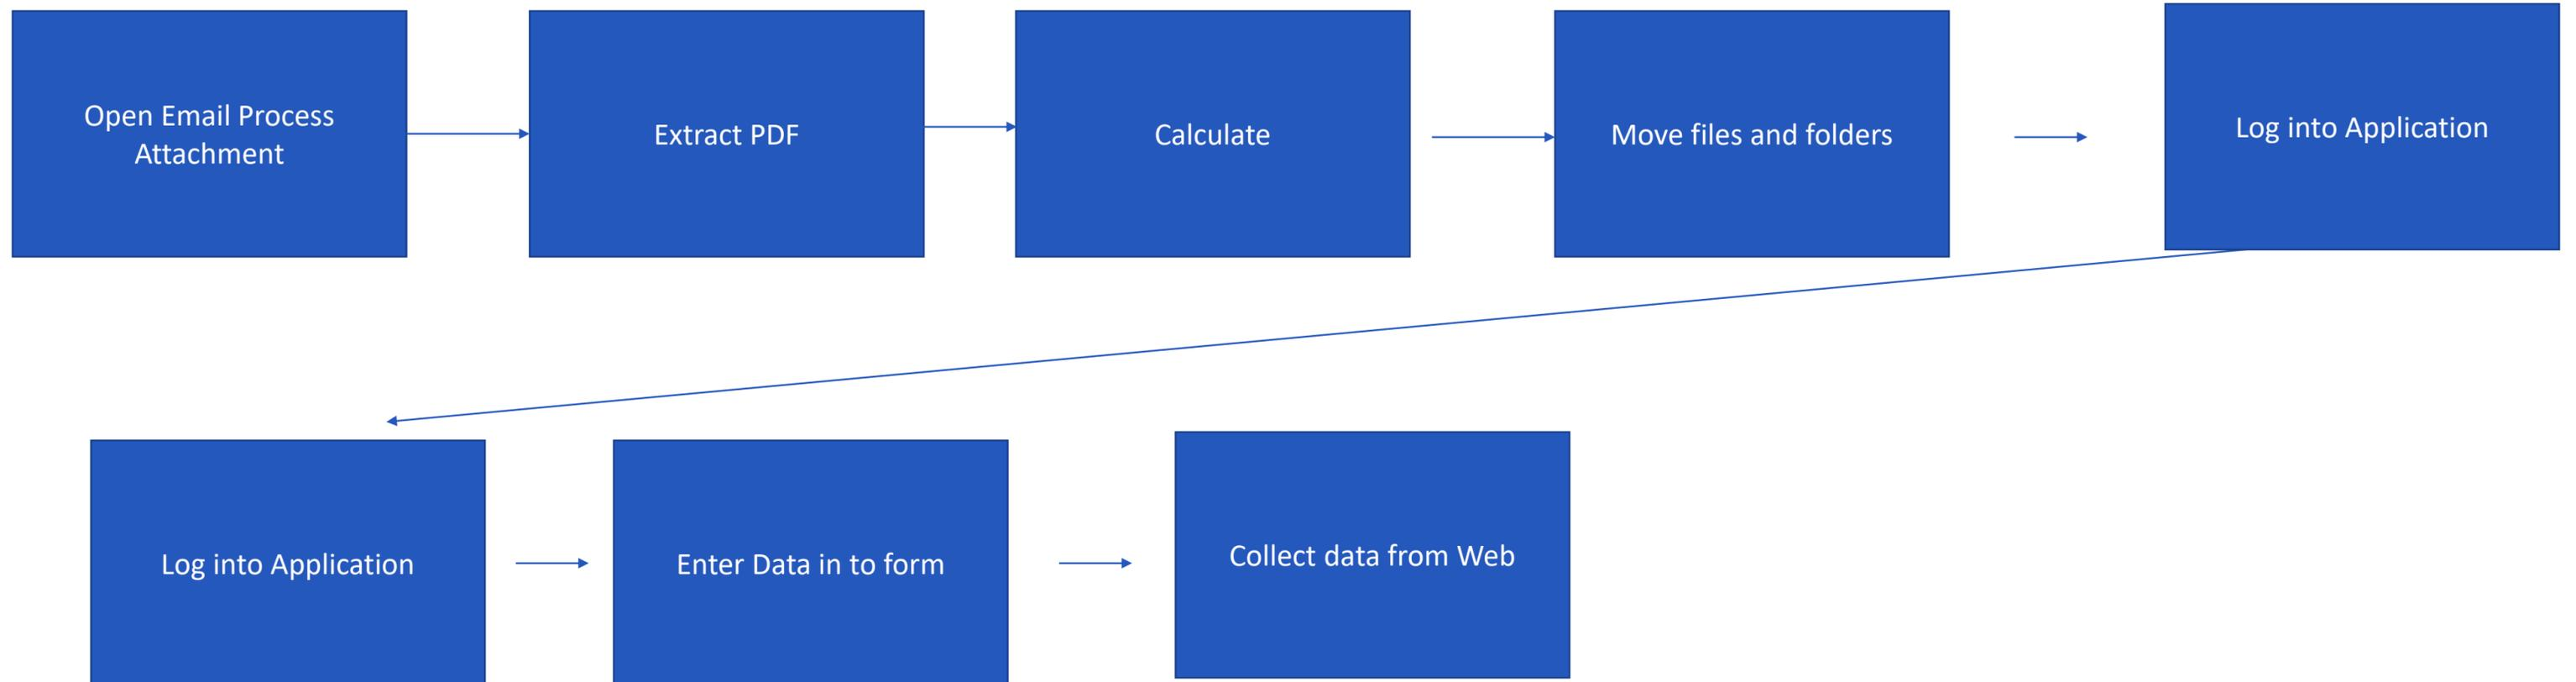 Open Email Process
Attachment
Extract PDF
Calculate
Move files and folders
Log into Application
Log into Application
Enter Data in to form
Collect data from Web